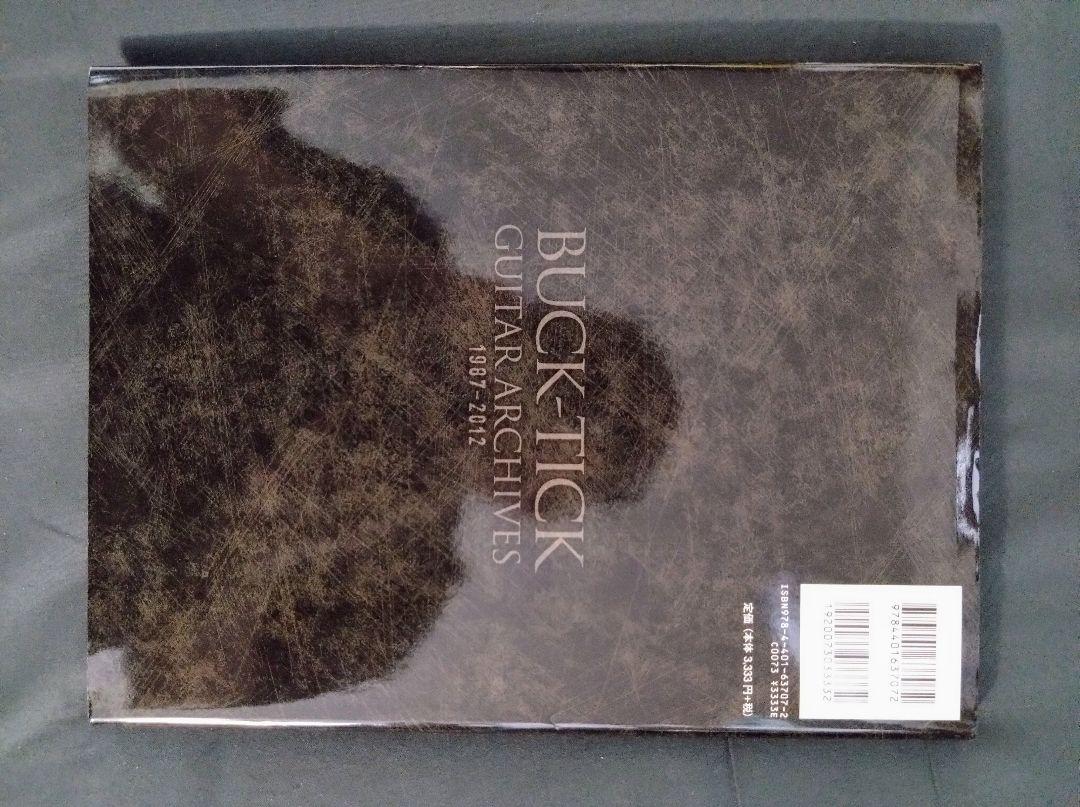 BUCK-TICK
GUITAR ARCHIVES
1987-2012
9784401637072
1920073033332
ISBN978-4-401-63707-2
C0073 ¥3333E
定価(本体 3,333円+税)